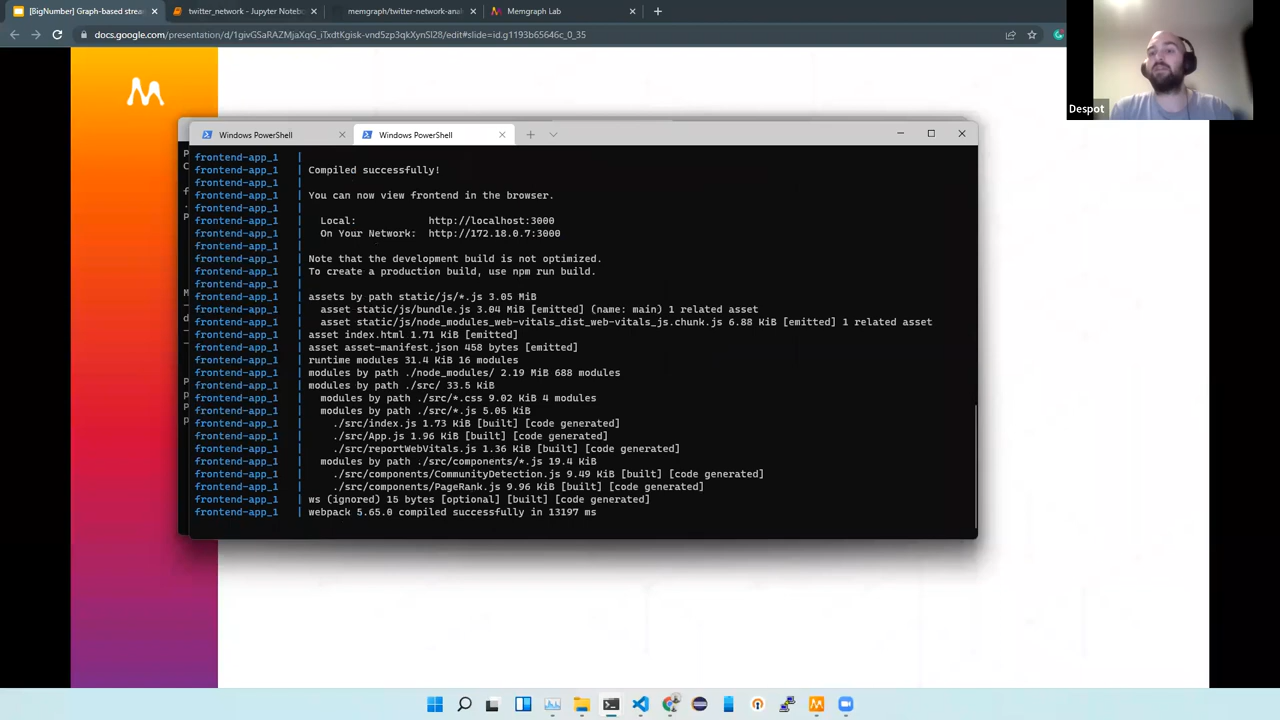 [BigNumber] Graph-based strea
twitter_network - Jupyter Notebo
memgraph/twitter-network-anal
Memgraph Lab
docs.google.com/presentation/d/1givGSaRAZMjaXqG_iTxdtKgisk-vnd5zp3qkXynSl28/edit#slide=id.g1193b65646c_0_35
Despot
Windows PowerShell
Windows PowerShell
frontend-app_1 |
frontend-app_1 | Compiled successfully!
frontend-app_1 |
frontend-app_1 | You can now view frontend in the browser.
frontend-app_1 |
frontend-app_1 | Local: http://localhost:3000
frontend-app_1 | On Your Network: http://172.18.0.7:3000
frontend-app_1 |
frontend-app_1 | Note that the development build is not optimized.
frontend-app_1 | To create a production build, use npm run build.
frontend-app_1 |
frontend-app_1 | assets by path static/js/*.js 3.05 MiB
frontend-app_1 | asset static/js/bundle.js 3.04 MiB [emitted] (name: main) 1 related asset
frontend-app_1 | asset static/js/node_modules_web-vitals_dist_web-vitals_js.chunk.js 6.88 KiB [emitted] 1 related asset
frontend-app_1 | asset index.html 1.71 KiB [emitted]
frontend-app_1 | asset asset-manifest.json 458 bytes [emitted]
frontend-app_1 | runtime modules 31.4 KiB 16 modules
frontend-app_1 | modules by path ./node_modules/ 2.19 MiB 688 modules
frontend-app_1 | modules by path ./src/ 33.5 KiB
frontend-app_1 | modules by path ./src/*.css 9.02 KiB 4 modules
frontend-app_1 | modules by path ./src/*.js 5.05 KiB
frontend-app_1 | ./src/index.js 1.73 KiB [built] [code generated]
frontend-app_1 | ./src/App.js 1.96 KiB [built] [code generated]
frontend-app_1 | ./src/reportWebVitals.js 1.36 KiB [built] [code generated]
frontend-app_1 | modules by path ./src/components/*.js 19.4 KiB
frontend-app_1 | ./src/components/CommunityDetection.js 9.49 KiB [built] [code generated]
frontend-app_1 | ./src/components/PageRank.js 9.96 KiB [built] [code generated]
frontend-app_1 | ws (ignored) 15 bytes [optional] [built] [code generated]
frontend-app_1 | webpack 5.65.0 compiled successfully in 13197 ms